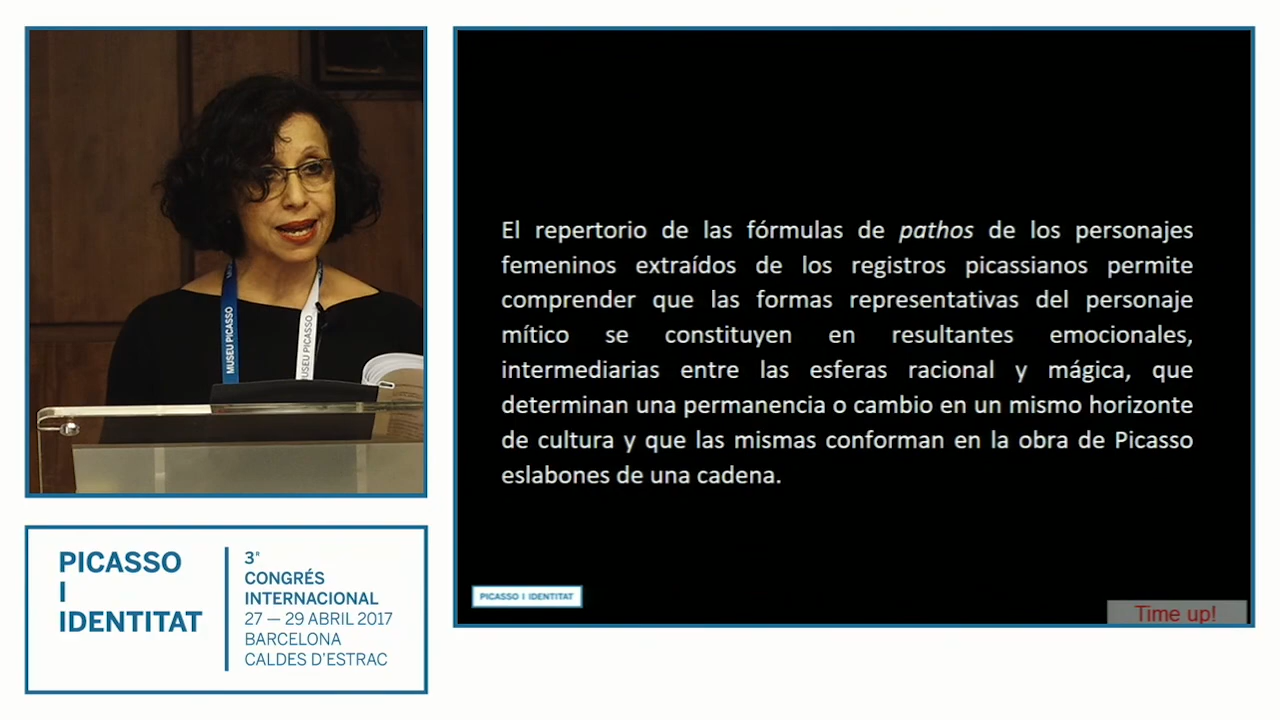 MUSEU PICASSO
USEU PICASSO
El repertorio de las fórmulas de pathos de los personajes
femeninos extraídos de los registros picassianos permite
comprender que las formas representativas del personaje
mítico se constituyen en resultantes emocionales,
intermediarias entre las esferas racional y mágica, que
determinan una permanencia o cambio en un mismo horizonte
de cultura y que las mismas conforman en la obra de Picasso
eslabones de una cadena.
PICASSO I IDENTITAT
Time up!
PICASSO
I
IDENTITAT
3"
CONGRÉS
INTERNACIONAL
27 — 29 ABRIL 2017
BARCELONA
CALDES D'ESTRAC